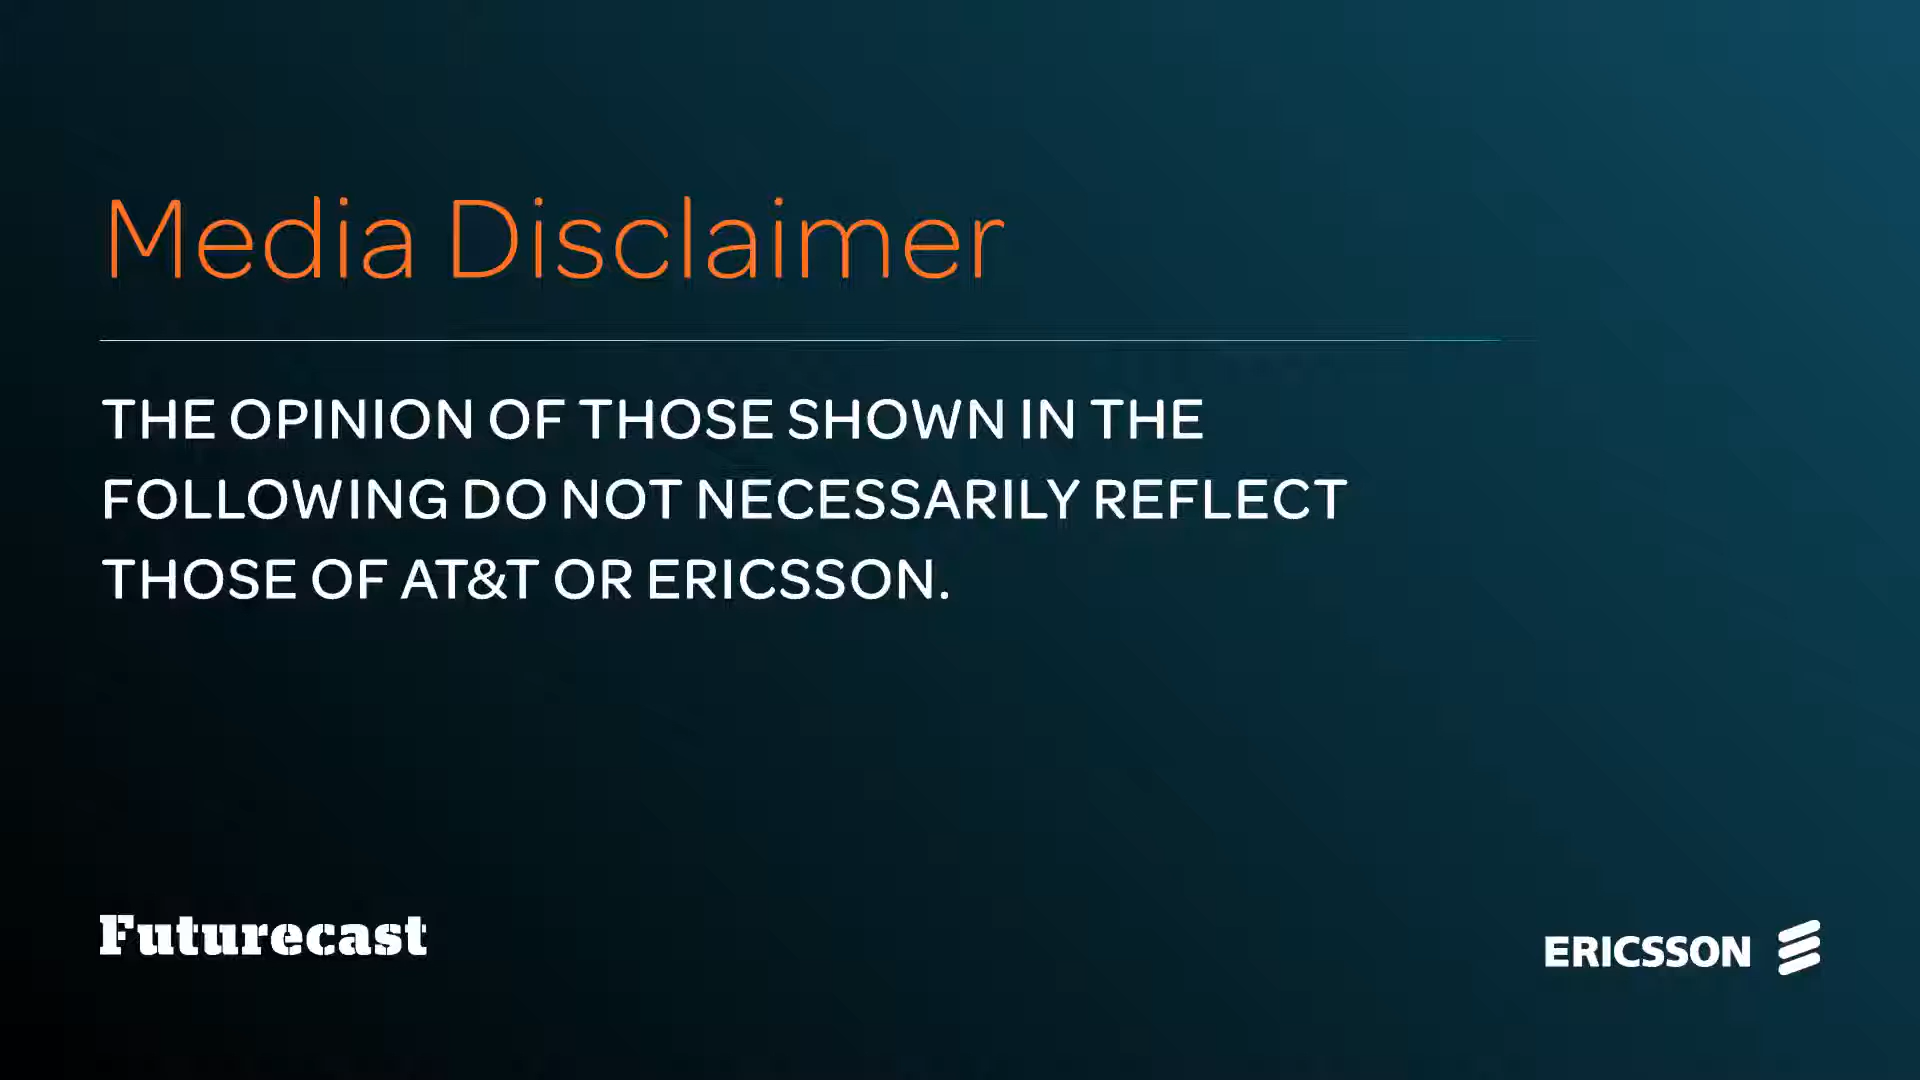 Media Disclaimer
THE OPINION OF THOSE SHOWN IN THE
FOLLOWING DO NOT NECESSARILY REFLECT
THOSE OF AT&T OR ERICSSON.
Futurecast
ERICSSON